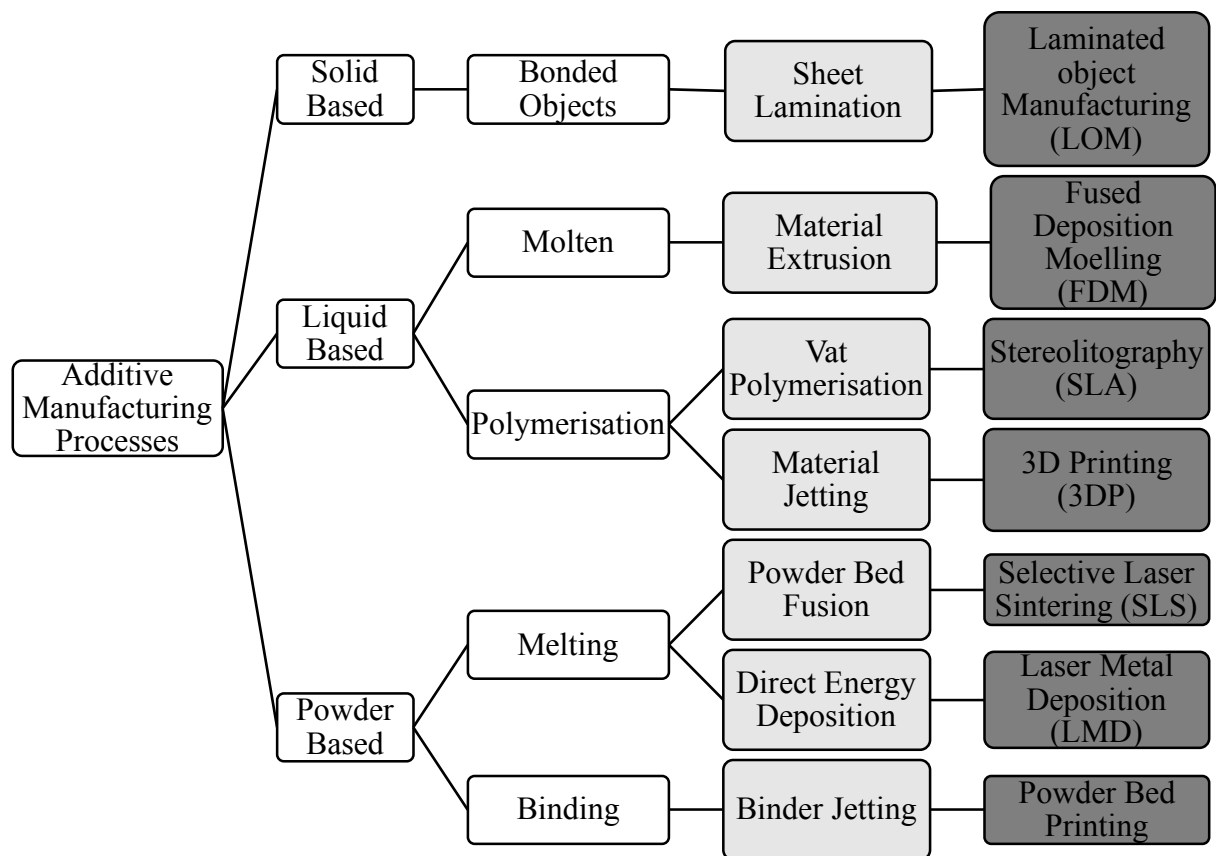 Additive
Manufacturing
Processes
Solid
Based
Bonded
Objects
Sheet
Lamination
Laminated
object
Manufacturing
(LOM)
Liquid
Based
Molten
Material
Extrusion
Fused
Deposition
Moelling
(FDM)
Polymerisation
Vat
Polymerisation
Stereolitography
(SLA)
Material
Jetting
3D Printing
(3DP)
Powder
Based
Melting
Powder Bed
Fusion
Selective Laser
Sintering (SLS)
Direct Energy
Deposition
Laser Metal
Deposition
(LMD)
Binding
Binder Jetting
Powder Bed
Printing